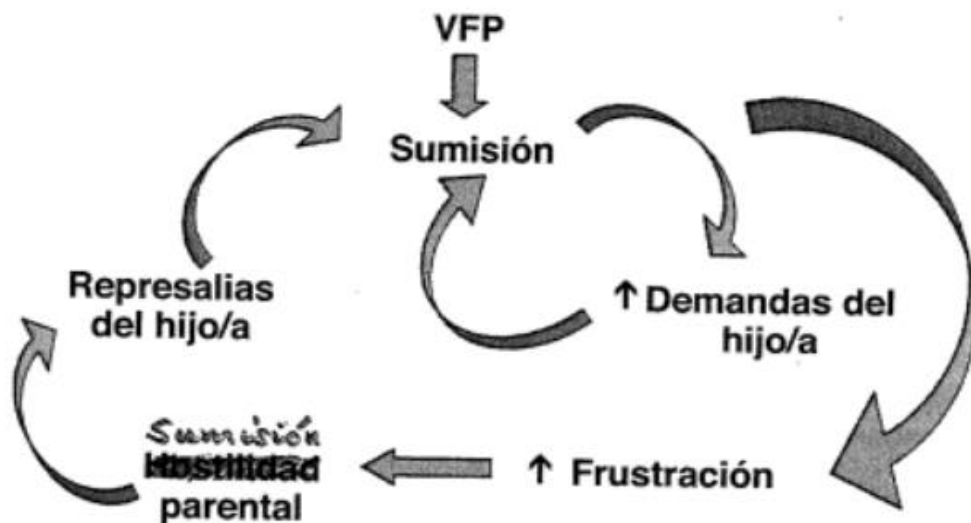 VFP
Sumisión
Represalias
del hijo/a
↑ Demandas del
hijo/a
Sumisión
Hostilidad
parental
↑ Frustración